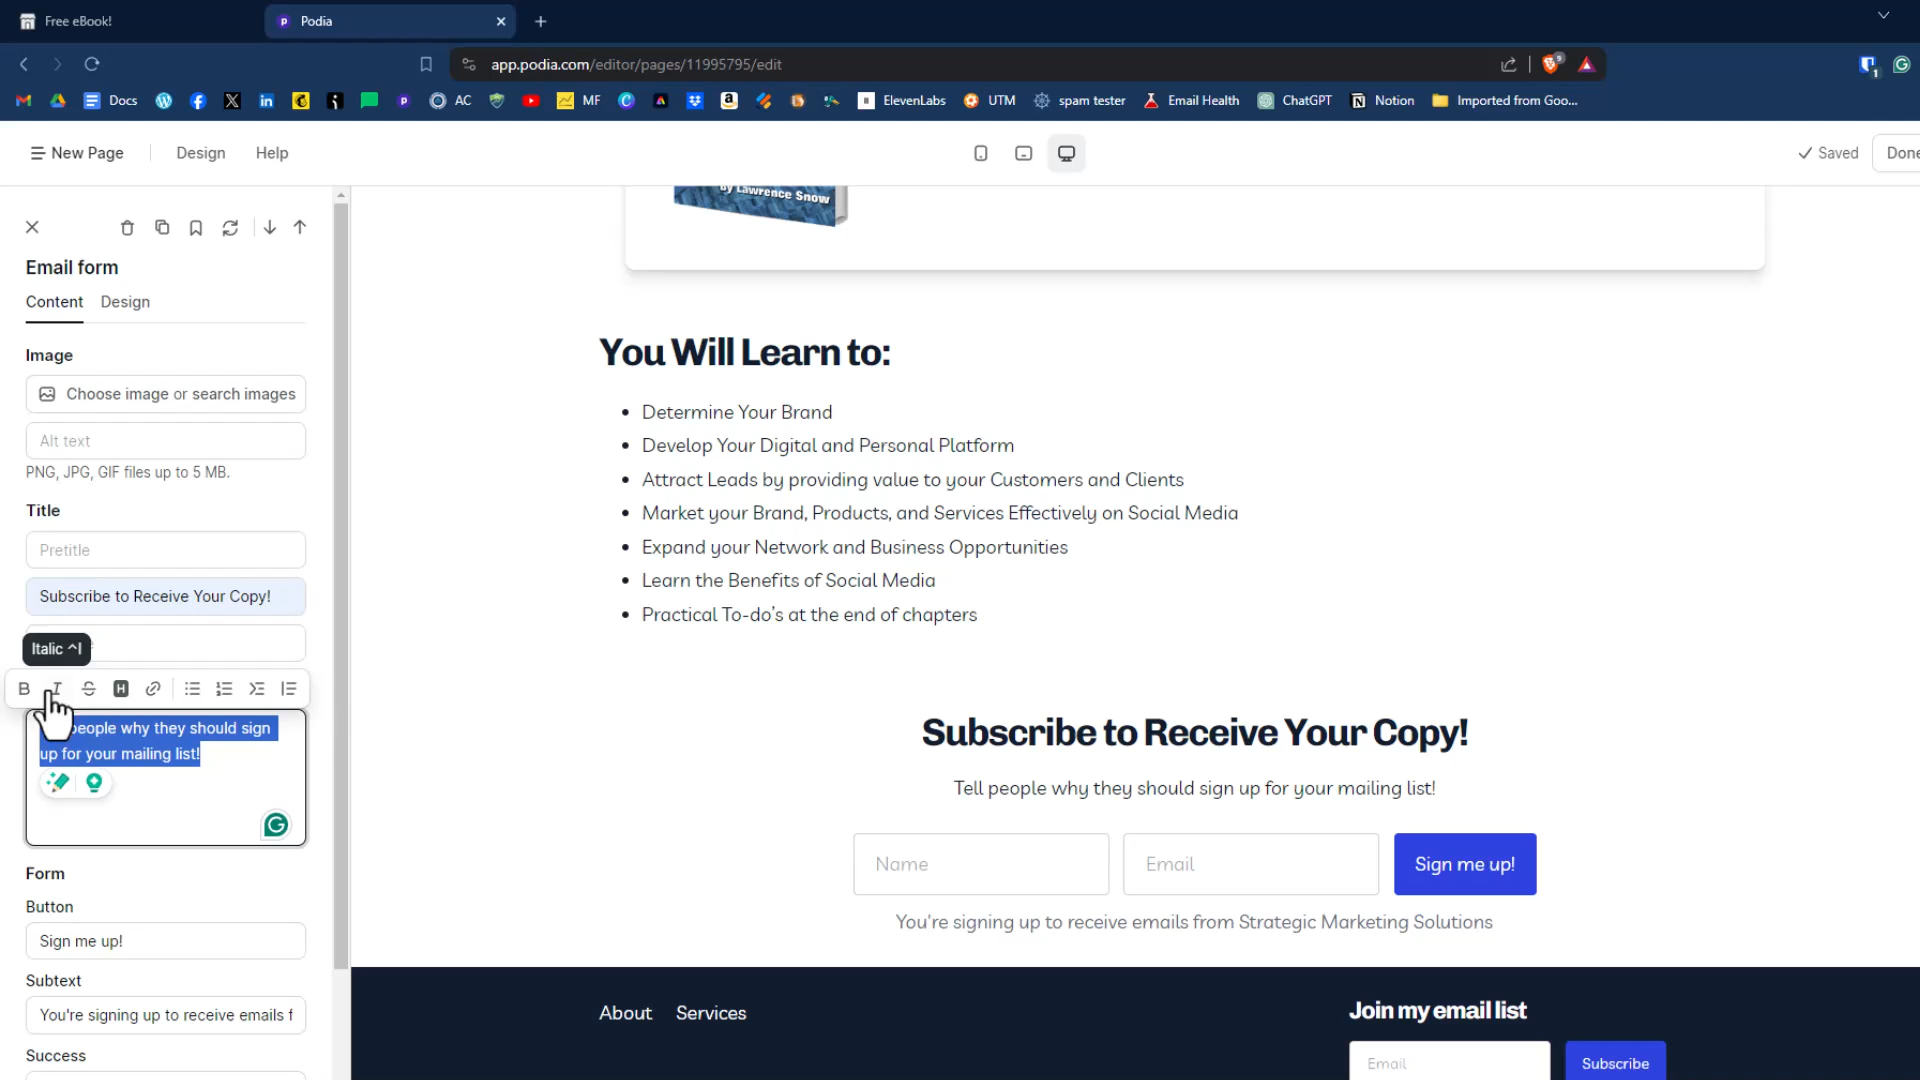 Free eBook!
Podia
app.podia.com/editor/pages/11995795/edit
9
1
Docs
AC
MF
ElevenLabs
UTM
spam tester
Email Health
ChatGPT
Notion
Imported from Goo...
New Page
Design
Help
Saved
Done
by Lawrence Snow
Email form
Content
Design
Image
Choose image or search images
Alt text
PNG, JPG, GIF files up to 5 MB.
Title
Pretitle
Subscribe to Receive Your Copy!
Italic ^I
B I S H
people why they should sign
up for your mailing list!
Form
Button
Sign me up!
Subtext
You're signing up to receive emails f
Success
You Will Learn to:
• Determine Your Brand
• Develop Your Digital and Personal Platform
• Attract Leads by providing value to your Customers and Clients
• Market your Brand, Products, and Services Effectively on Social Media
• Expand your Network and Business Opportunities
• Learn the Benefits of Social Media
• Practical To-do's at the end of chapters
Subscribe to Receive Your Copy!
Tell people why they should sign up for your mailing list!
Name
Email
Sign me up!
You're signing up to receive emails from Strategic Marketing Solutions
About
Services
Join my email list
Email
Subscribe